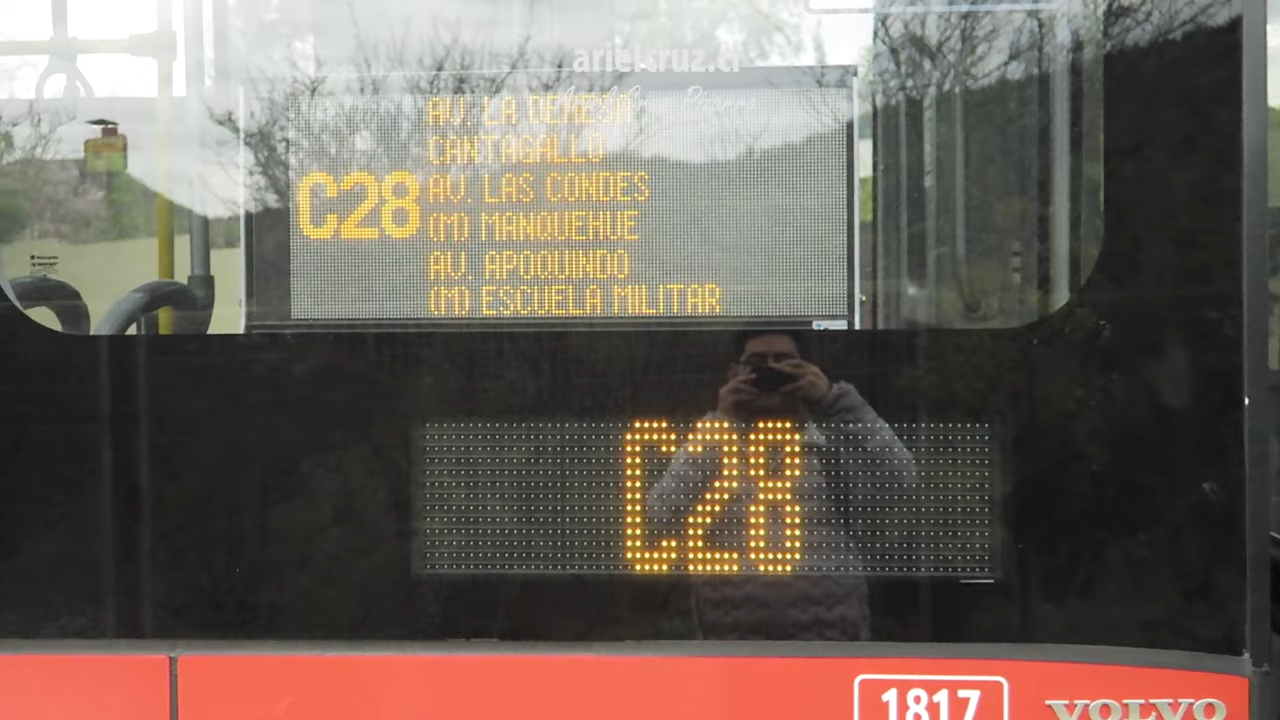 arielcruz.cl
AV. LA DEHESA
CANTAGALLO
C28 AV. LAS CONDES
(M) MANQUEHUE
AV. APOQUINDO
(M) ESCUELA MILITAR
C28
1817
VOLVO